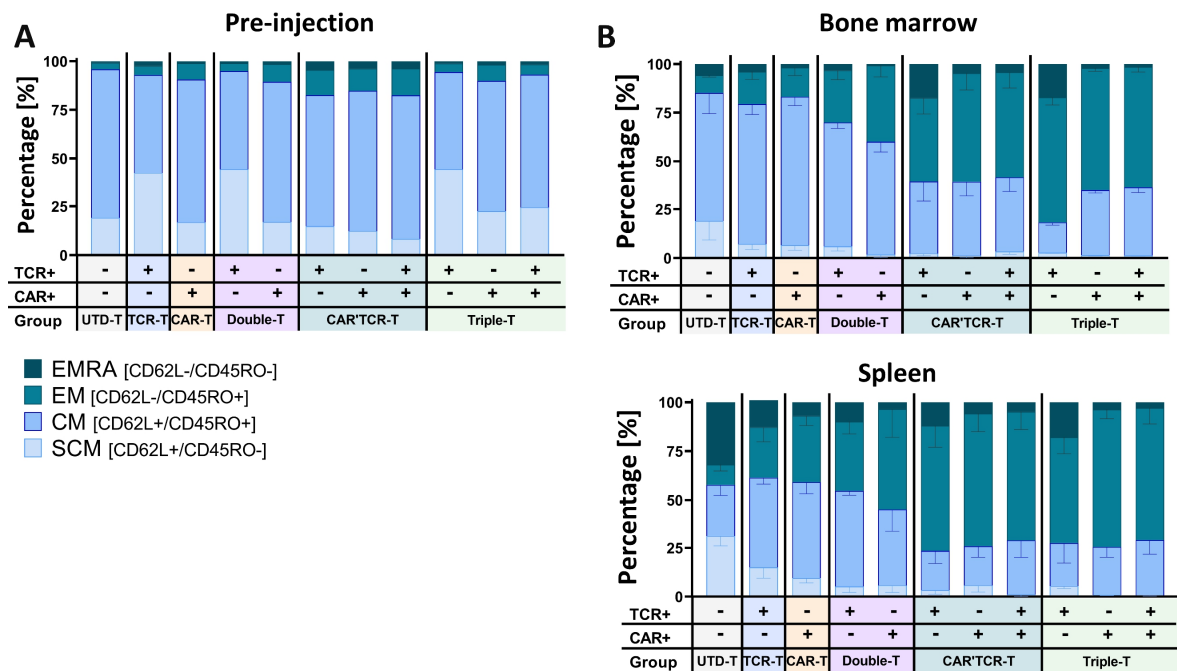 A
Pre-injection
Percentage [%]
100
50
25
0
TCR+ - + - + - + - + + - +
CAR+ - - + - + - + + - + +
Group UTD-T TCR-T CAR-T Double-T CAR'TCR-T Triple-T
EMRA [CD62L-/CD45RO-]
EM [CD62L-/CD45RO+]
CM [CD62L+/CD45RO+]
SCM [CD62L+/CD45RO-]
B
Bone marrow
Percentage [%]
100
75
50
25
0
TCR+ - + - + - + - + + - +
CAR+ - - + - + - + + - + +
Group UTD-T TCR-T CAR-T Double-T CAR'TCR-T Triple-T
Spleen
Percentage [%]
100
75
50
25
0
TCR+ - + - + - + - + + - +
CAR+ - - + - + - + + - + +
Group UTD-T TCR-T CAR-T Double-T CAR'TCR-T Triple-T